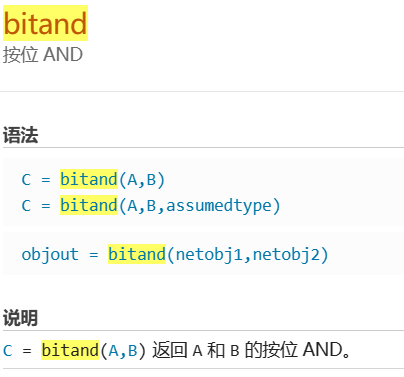 bitand
按位 AND
语法
C = bitand(A,B)
C = bitand(A,B,assumedtype)
objout = bitand(netobj1,netobj2)
说明
C = bitand(A,B) 返回 A 和 B 的按位 AND。